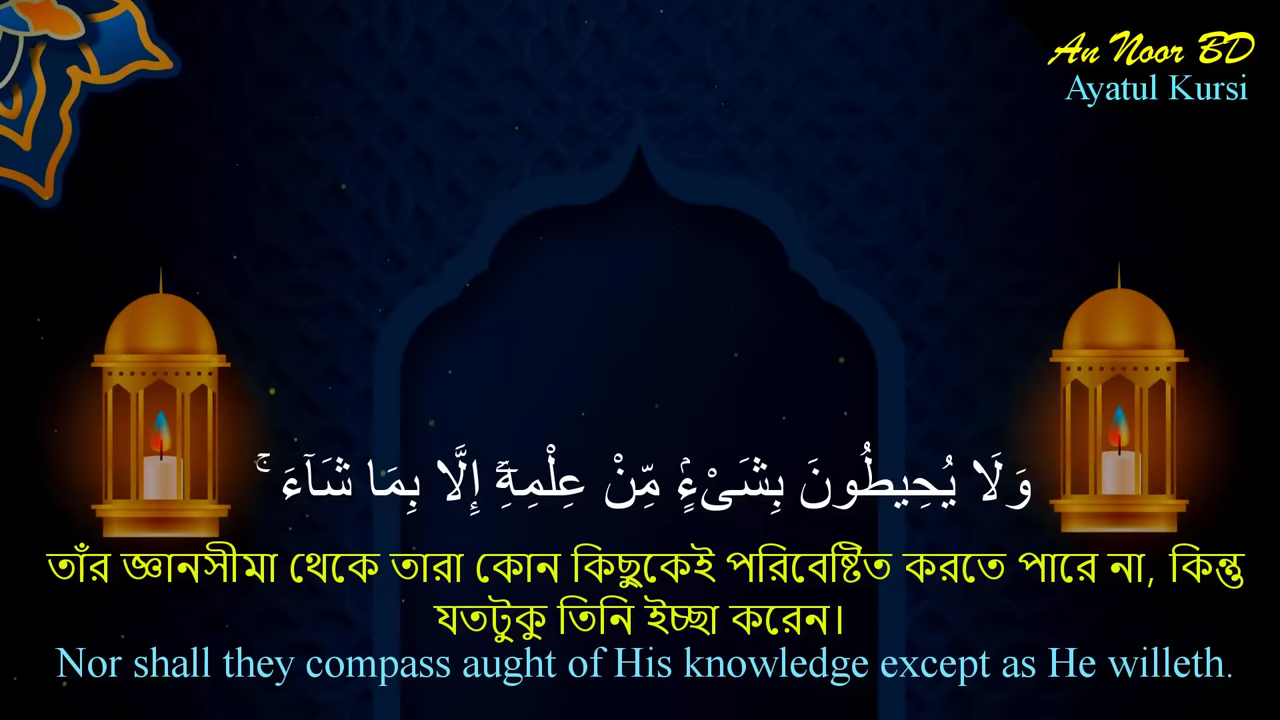 An Noor BD
Ayatul Kursi
وَلَا يُحِيطُونَ بِشَىْءٍۢ مِّنْ عِلْمِهِۦٓ إِلَّا بِمَا شَآءَ ۚ
তাঁর জ্ঞানসীমা থেকে তারা কোন কিছুকেই পরিবেষ্টিত করতে পারে না, কিন্তু
যতটুকু তিনি ইচ্ছা করেন।
Nor shall they compass aught of His knowledge except as He willeth.